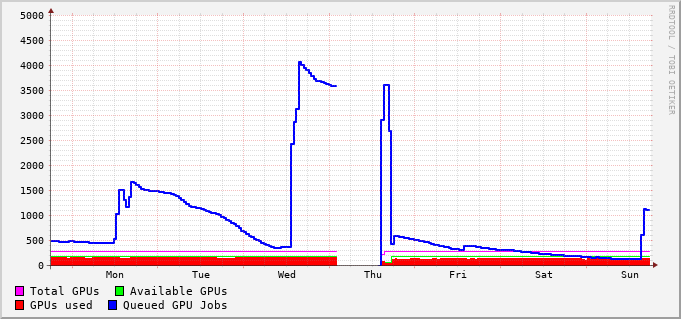 5000
4500
4000
3500
3000
2500
2000
1500
1000
500
0
Mon Tue Wed Thu Fri Sat Sun
Total GPUs Available GPUs
GPUs used Queued GPU Jobs
RRDTOOL / TOBI OETIKER